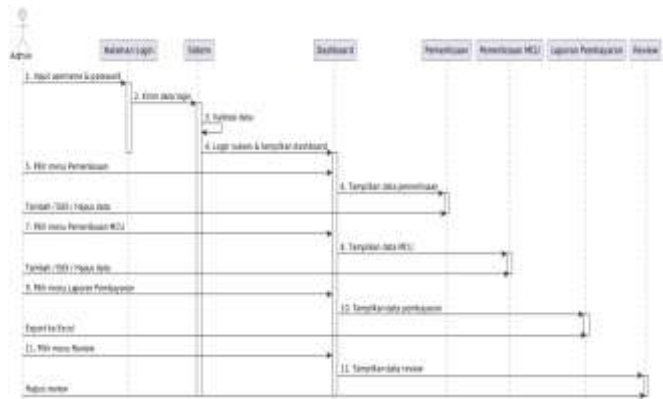 Admin
Halaman Login
Sistem
Dashboard
Pemeriksaan
Pemeriksaan MCU
Laporan Pembayaran
Review
1. Input username & password
2. Kirim data login
3. Validasi data
4. Login sukses & tampilkan dashboard
5. Pilih menu Pemeriksaan
6. Tampilkan data pemeriksaan
Tambah / Edit / Hapus data
7. Pilih menu Pemeriksaan MCU
8. Tampilkan data MCU
Tambah / Edit / Hapus data
9. Pilih menu Laporan Pembayaran
10. Tampilkan data pembayaran
Export ke Excel
11. Pilih menu Review
12. Tampilkan data review
Hapus review